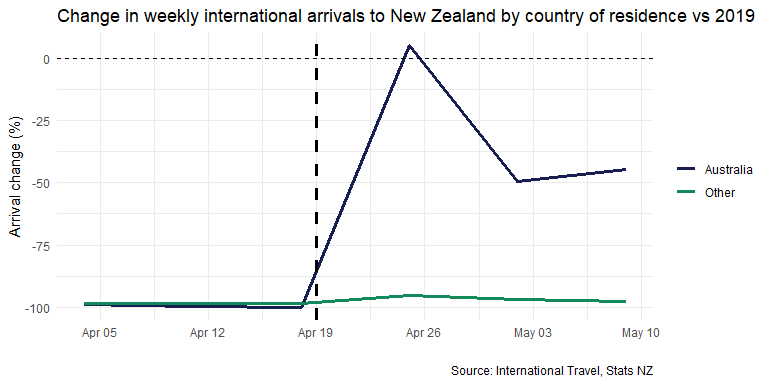 Change in weekly international arrivals to New Zealand by country of residence vs 2019
Arrival change (%)
0
-25
-50
-75
-100
Apr 05
Apr 12
Apr 19
Apr 26
May 03
May 10
Australia
Other
Source: International Travel, Stats NZ